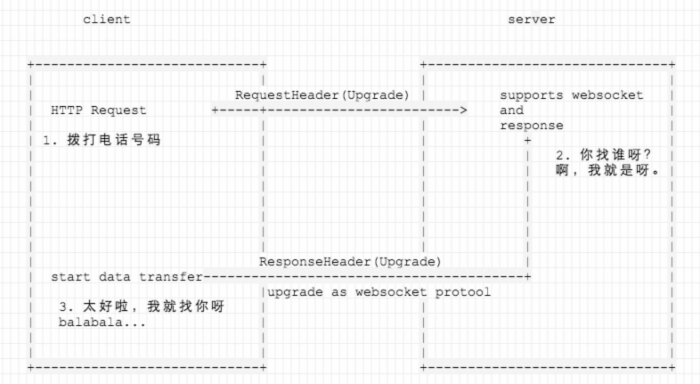 client
server
RequestHeader(Upgrade)
HTTP Request
supports websocket
and
response
1. 拨打电话号码
2. 你找谁呀?
啊，我就是呀。
ResponseHeader(Upgrade)
start data transfer
upgrade as websocket protool
3. 太好啦，我就找你呀
balabala...